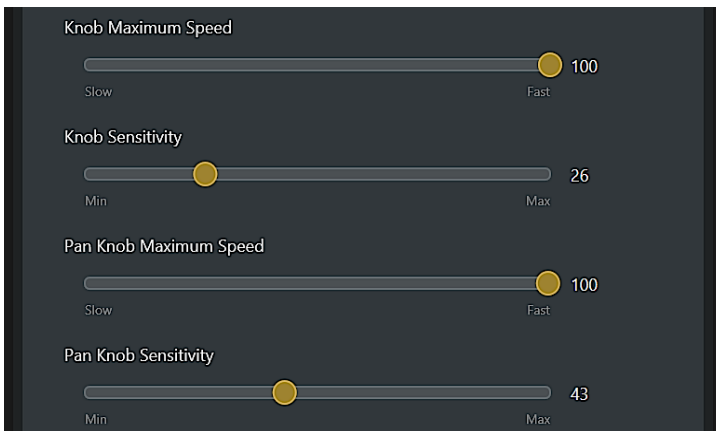 Knob Maximum Speed
100
Slow Fast
Knob Sensitivity
26
Min Max
Pan Knob Maximum Speed
100
Slow Fast
Pan Knob Sensitivity
43
Min Max